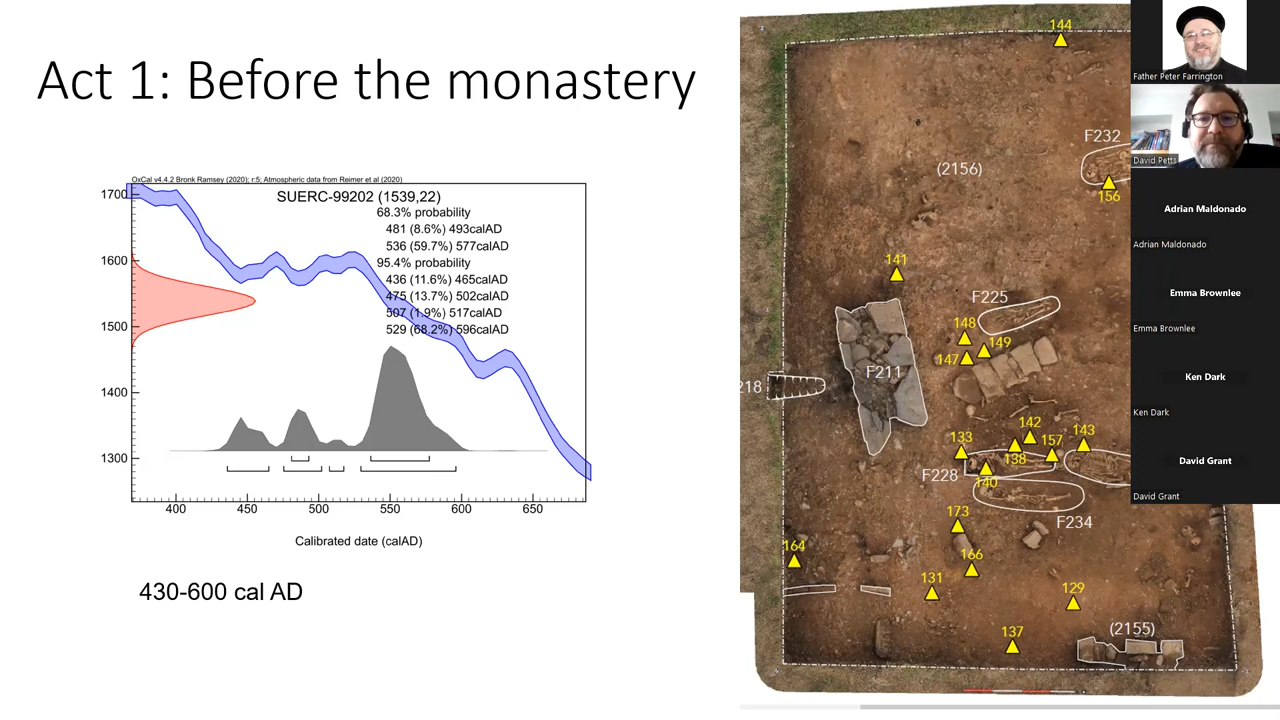 Act 1: Before the monastery
OxCal v4.4.2 Bronk Ramsey (2020); r:5; Atmospheric data from Reimer et al (2020)
SUERC-99202 (1539,22)
68.3% probability
481 (8.6%) 493calAD
536 (59.7%) 577calAD
95.4% probability
436 (11.6%) 465calAD
475 (13.7%) 502calAD
507 (1.9%) 517calAD
529 (68.2%) 596calAD
1700
1600
1500
1400
1300
400 450 500 550 600 650
Calibrated date (calAD)
430-600 cal AD
144
F232
(2156)
156
141
F225
148
149
147
F211
218
142
133
157
143
138
F228
140
F234
173
164
166
131
129
137
(2155)
Father Peter Farrington
David Petts
Adrian Maldonado
Adrian Maldonado
Emma Brownlee
Emma Brownlee
Ken Dark
Ken Dark
David Grant
David Grant